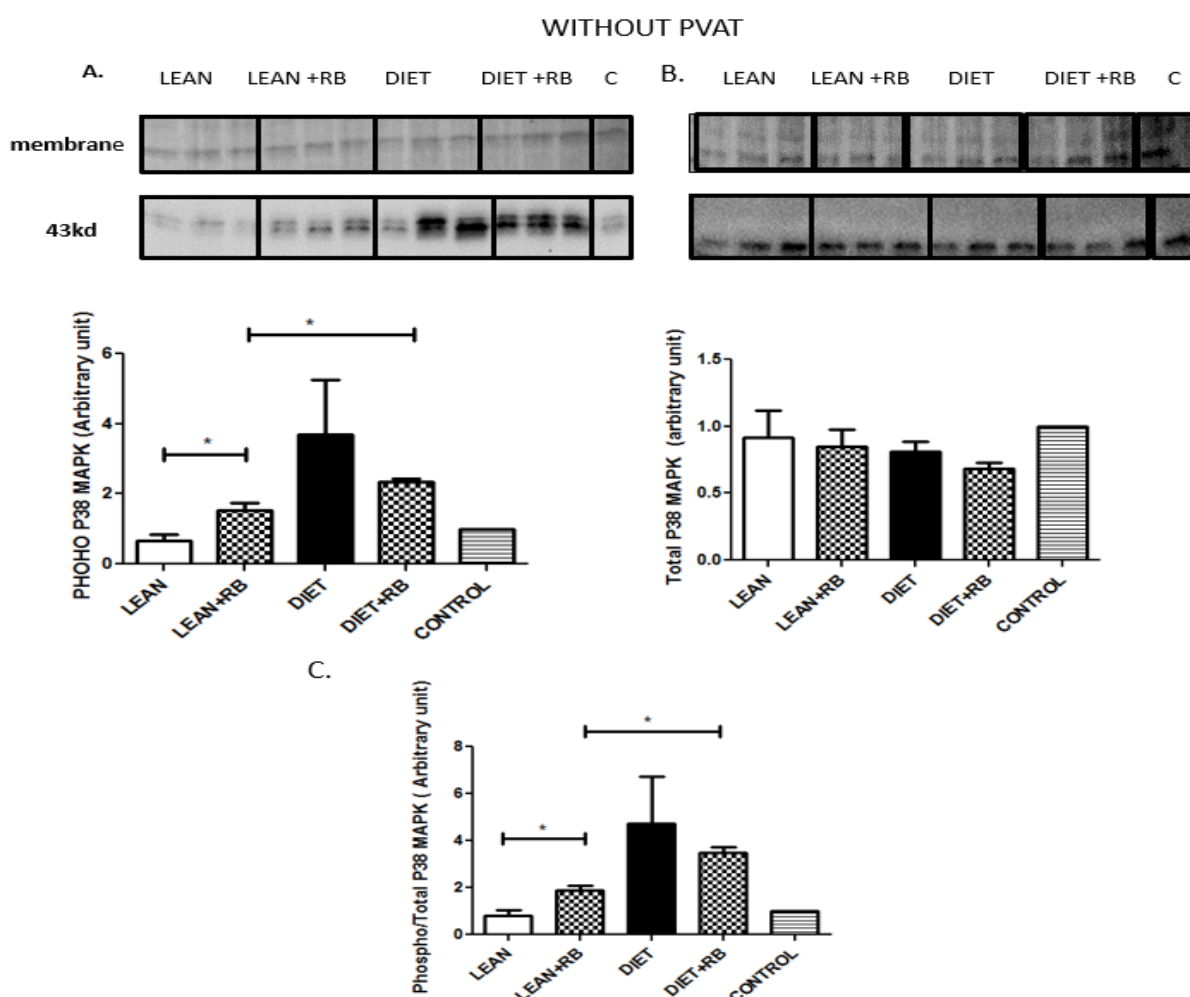 WITHOUT PVAT
A. LEAN LEAN +RB DIET DIET +RB C
membrane
43kd
B. LEAN LEAN +RB DIET DIET +RB C
PHOHO P38 MAPK (Arbitrary unit)
6
4
2
0
*
*
LEAN
LEAN+RB
DIET
DIET+RB
CONTROL
Total P38 MAPK (arbitrary unit)
1.5
1.0
0.5
0.0
LEAN
LEAN+RB
DIET
DIET+RB
CONTROL
C.
Phospho/Total P38 MAPK ( Arbitrary unit)
8
6
4
2
0
*
*
LEAN
LEAN+RB
DIET
DIET+RB
CONTROL